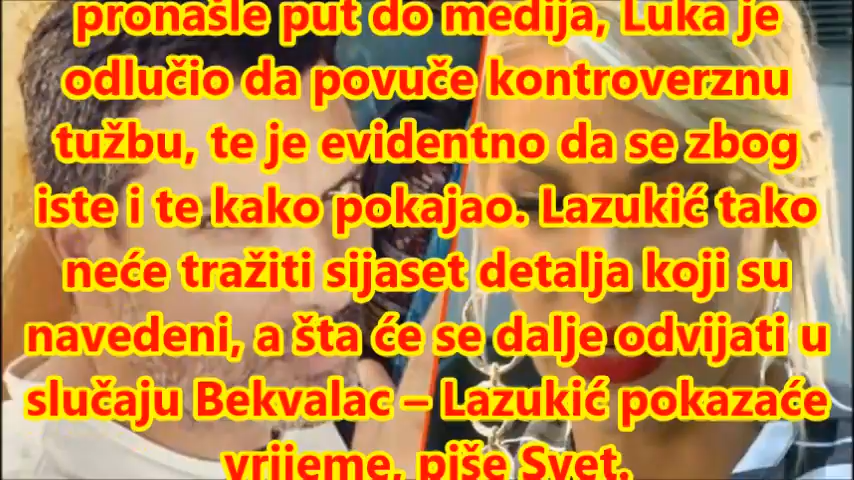 pronašle put do medija, Luka je
odlučio da povuče kontroverznu
tužbu, te je evidentno da se zbog
iste i te kako pokajao. Lazukić tako
neće tražiti sijaset detalja koji su
navedeni, a šta će se dalje odvijati u
slučaju Bekvalac – Lazukić pokazaće
vrijeme, piše Svet.